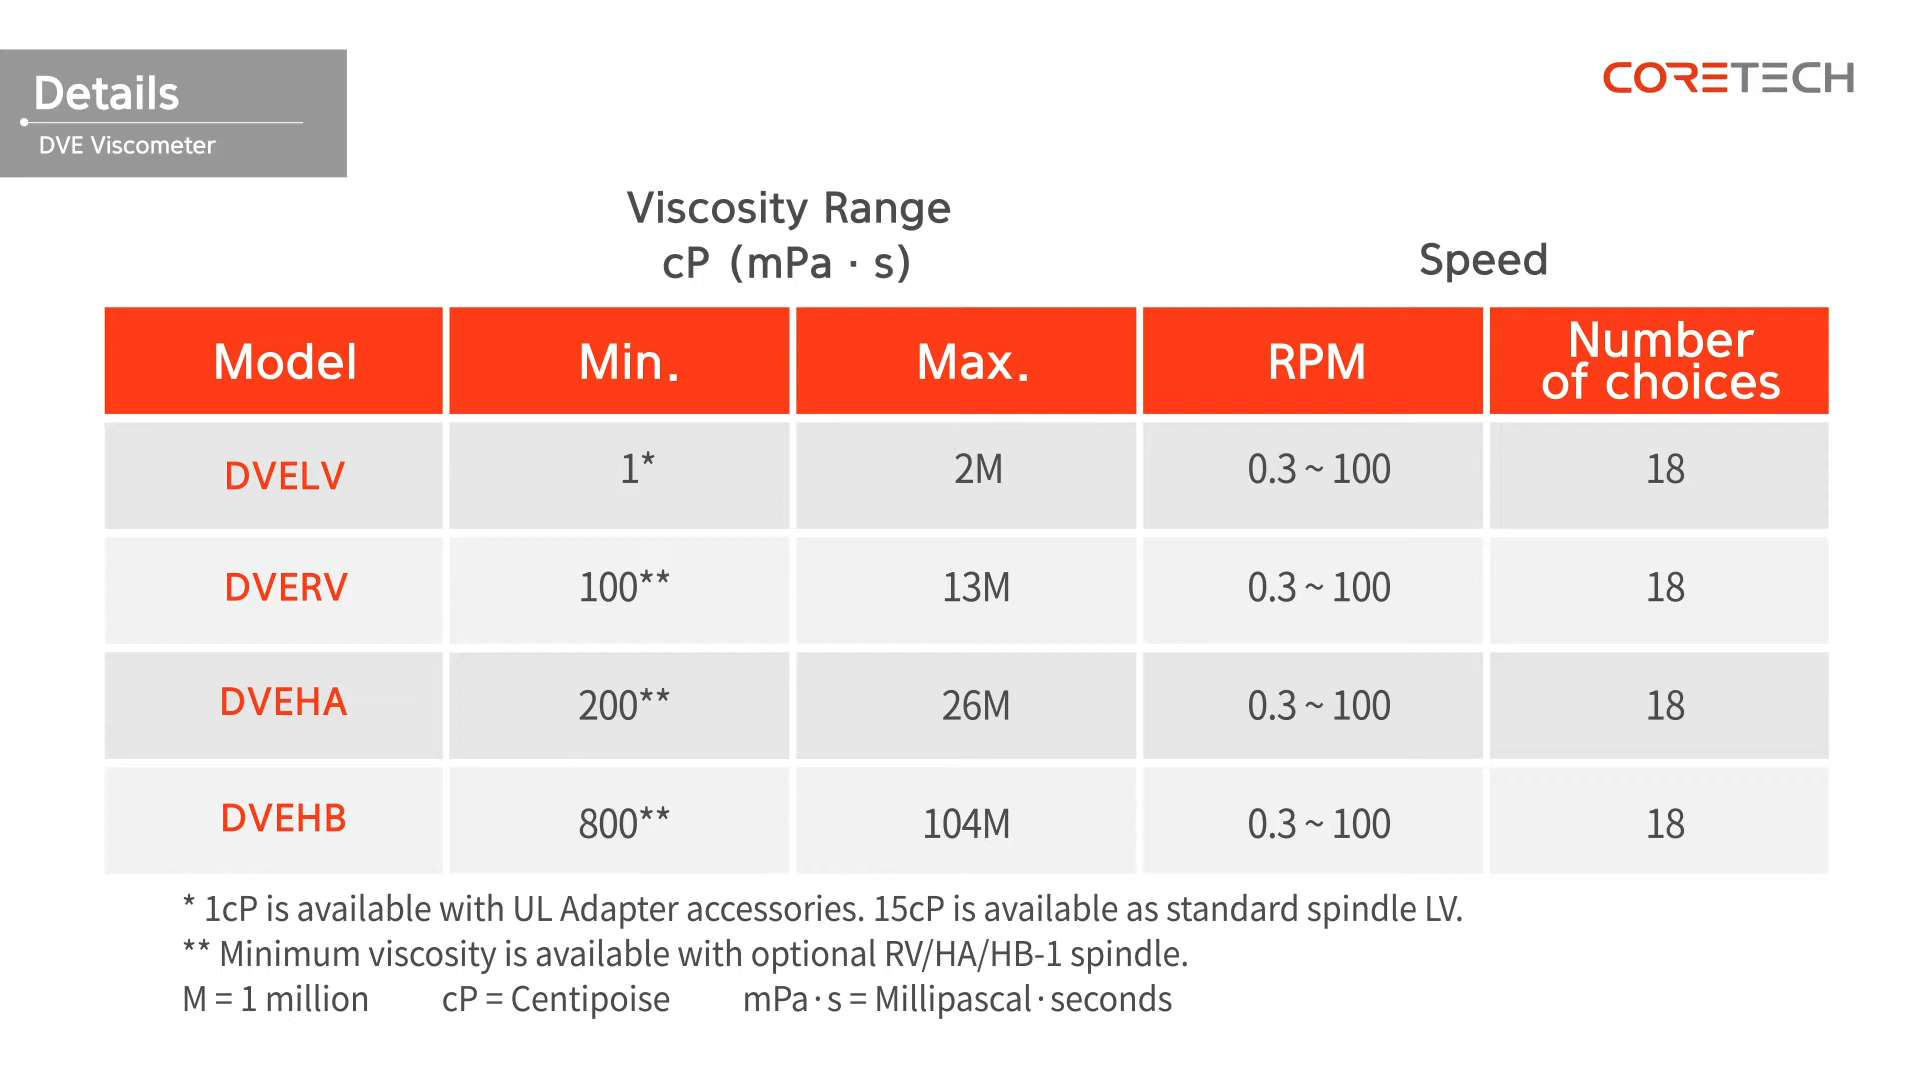 Details
DVE Viscometer
CORETECH
Viscosity Range
cP (mPa · s)
Speed
Model Min. Max. RPM Number of choices
DVELV 1* 2M 0.3 ~ 100 18
DVERV 100** 13M 0.3 ~ 100 18
DVEHA 200** 26M 0.3 ~ 100 18
DVEHB 800** 104M 0.3 ~ 100 18
* 1cP is available with UL Adapter accessories. 15cP is available as standard spindle LV.
** Minimum viscosity is available with optional RV/HA/HB-1 spindle.
M = 1 million cP = Centipoise mPa·s = Millipascal·seconds